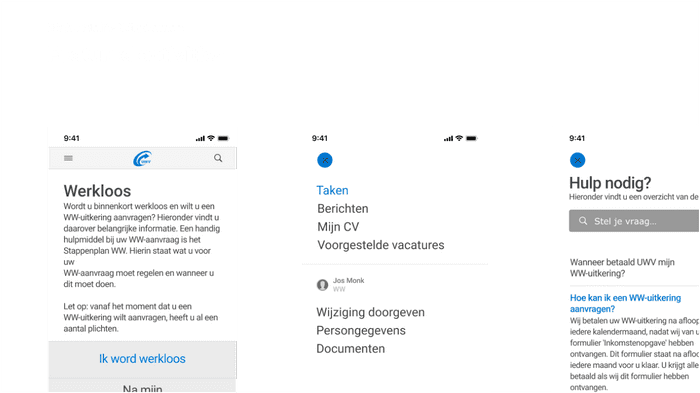 9:41
UWV
Werkloos
Wordt u binnenkort werkloos en wilt u een
WW-uitkering aanvragen? Hieronder vindt u
daarover belangrijke informatie. Een handig
hulpmiddel bij uw WW-aanvraag is het
Stappenplan WW. Hierin staat wat u voor
uw
WW-aanvraag moet regelen en wanneer u
dit moet doen.
Let op: vanaf het moment dat u een
WW-uitkering wilt aanvragen, heeft u al een
aantal plichten.
Ik word werkloos
Na mijn
9:41
Taken
Berichten
Mijn CV
Voorgestelde vacatures
Jos Monk
WW
Wijziging doorgeven
Persongegevens
Documenten
9:41
Hulp nodig?
Hieronder vindt u een overzicht van de
Stel je vraag...
Wanneer betaald UWV mijn
WW-uitkering?
Hoe kan ik een WW-uitkering
aanvragen?
Wij betalen uw WW-uitkering na afloop
iedere kalendermaand, nadat wij van u
formulier 'Inkomstenopgave' hebben
ontvangen. Dit formulier staat na afloo
iedere maand voor u klaar. U krijgt alle
betaald als wij dit formulier hebben
ontvangen.